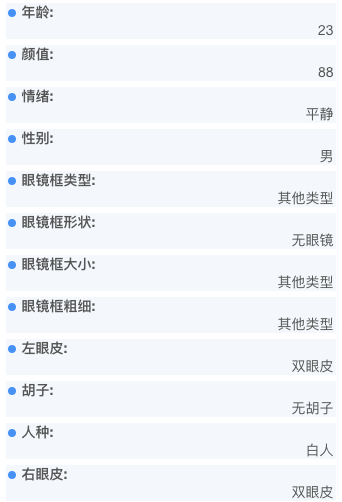 年龄:
23
颜值:
88
情绪:
平静
性别:
男
眼镜框类型:
其他类型
眼镜框形状:
无眼镜
眼镜框大小:
其他类型
眼镜框粗细:
其他类型
左眼皮:
双眼皮
胡子:
无胡子
人种:
白人
右眼皮:
双眼皮